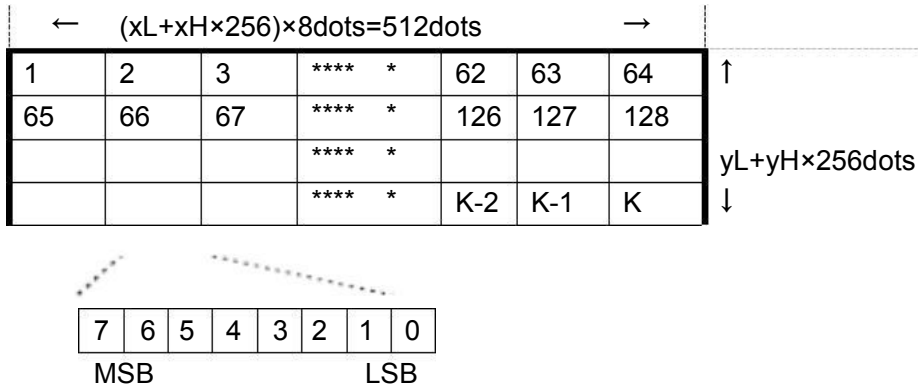 ← (xL+xH×256)×8dots=512dots →
1 2 3 **** * 62 63 64 ↑
65 66 67 **** * 126 127 128
**** * yL+yH×256dots
**** * K-2 K-1 K ↓
7 6 5 4 3 2 1 0
MSB LSB